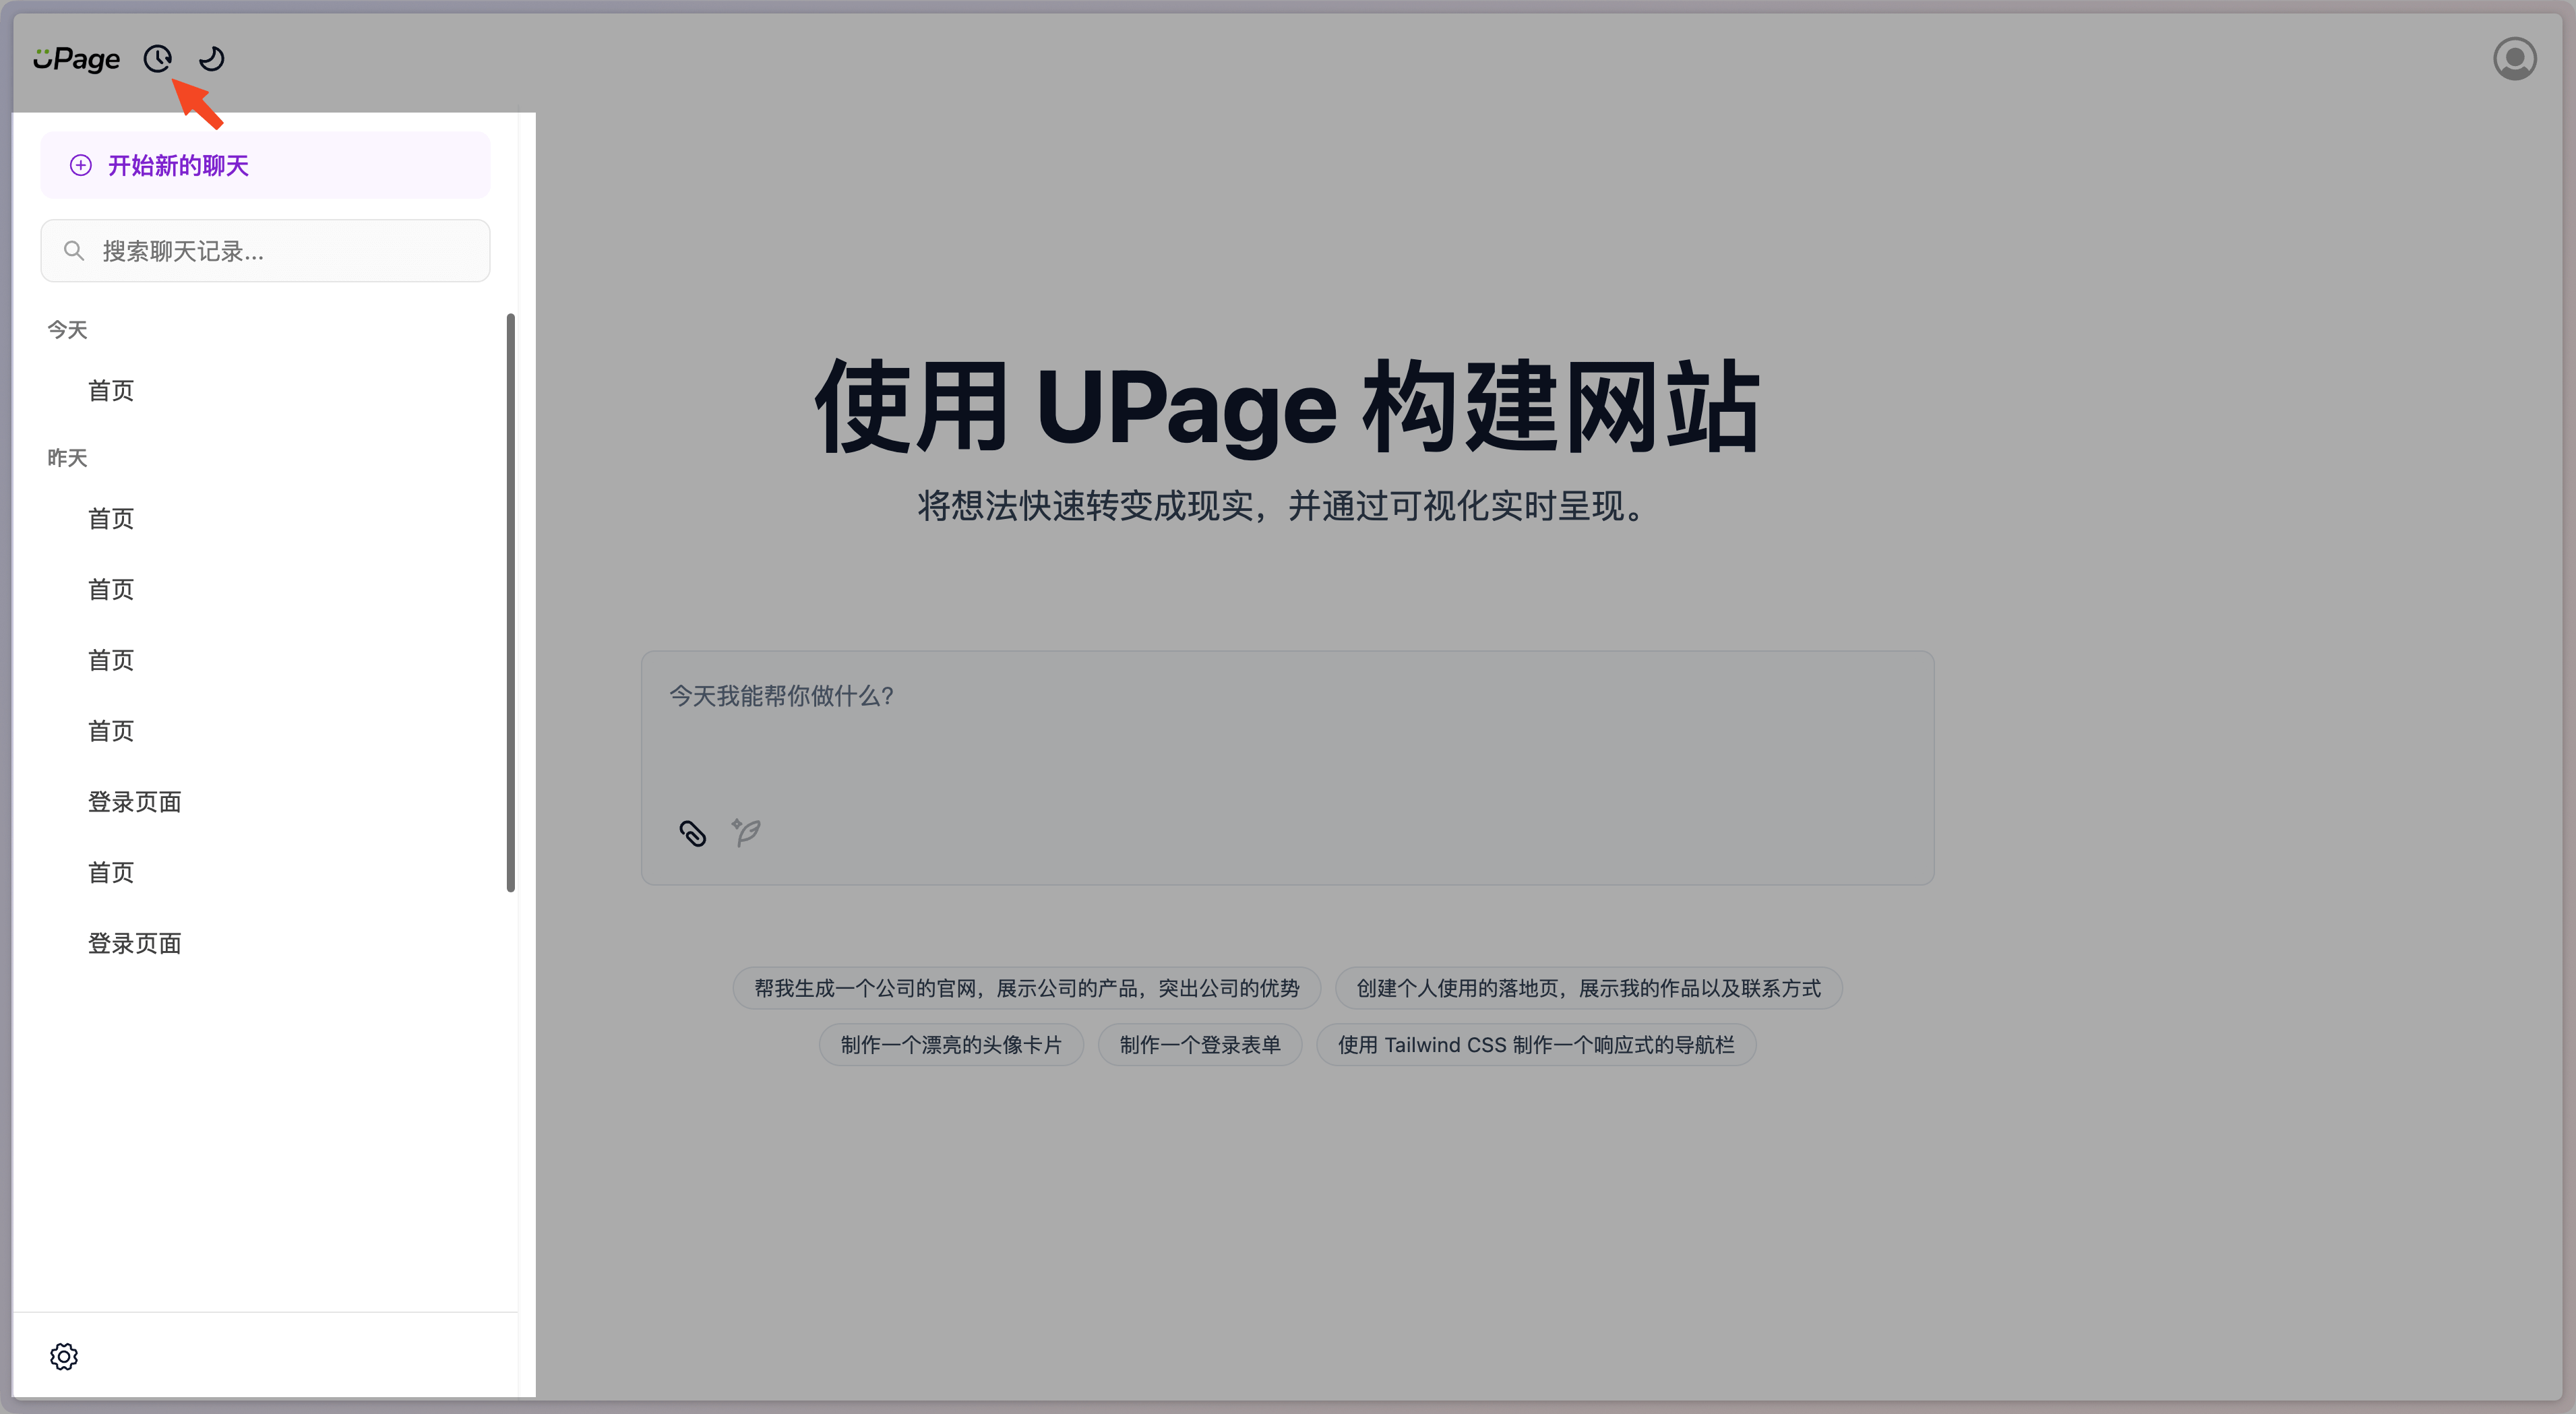 uPage
开始新的聊天
搜索聊天记录...
今天
首页
昨天
首页
首页
首页
首页
登录页面
首页
登录页面
使用 UPage 构建网站
将想法快速转变成现实，并通过可视化实时呈现。
今天我能帮你做什么?
帮我生成一个公司的官网，展示公司的产品，突出公司的优势
创建个人使用的落地页，展示我的作品以及联系方式
制作一个漂亮的头像卡片
制作一个登录表单
使用 Tailwind CSS 制作一个响应式的导航栏